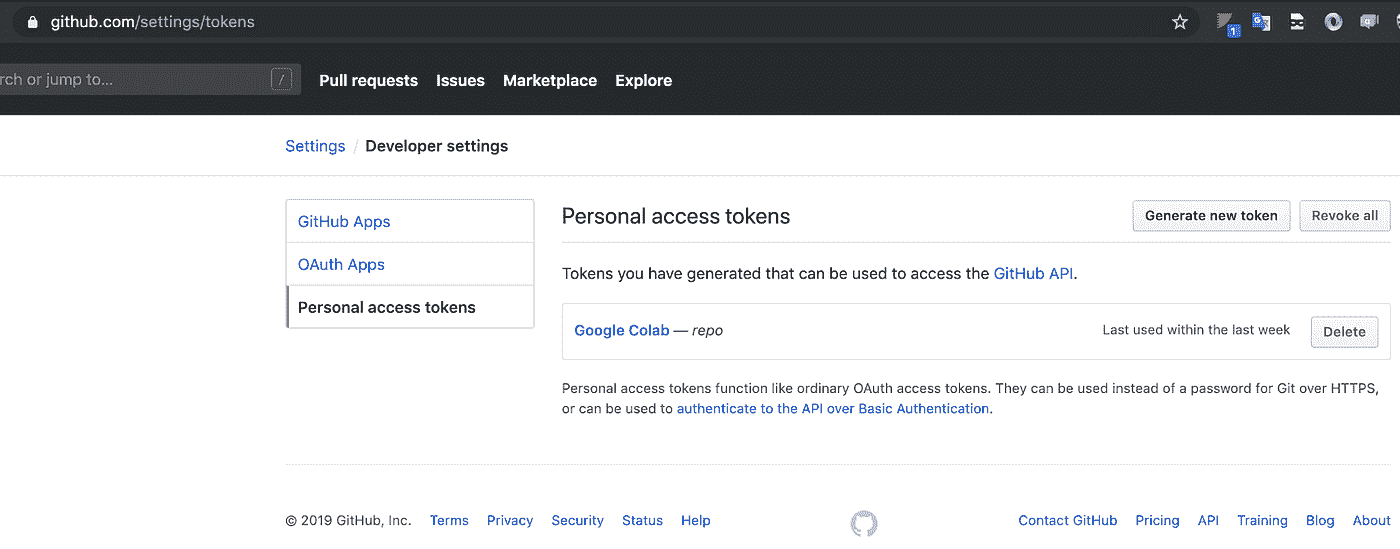 github.com/settings/tokens
1
rch or jump to...
/
Pull requests Issues Marketplace Explore
Settings / Developer settings
GitHub Apps
OAuth Apps
Personal access tokens
Personal access tokens
Generate new token
Revoke all
Tokens you have generated that can be used to access the GitHub API.
Google Colab — repo
Last used within the last week
Delete
Personal access tokens function like ordinary OAuth access tokens. They can be used instead of a password for Git over HTTPS,
or can be used to authenticate to the API over Basic Authentication.
© 2019 GitHub, Inc. Terms Privacy Security Status Help
Contact GitHub Pricing API Training Blog About